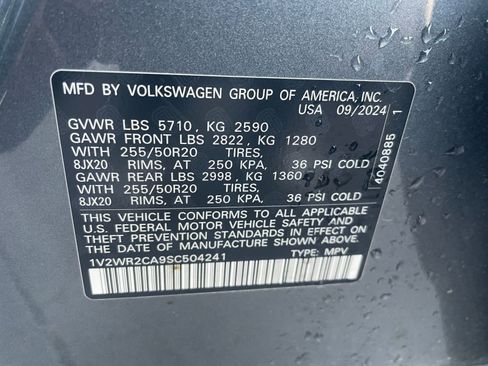 MFD BY VOLKSWAGEN GROUP OF AMERICA, INC.
USA 09/2024
GVWR LBS 5710, KG 2590
GAWR FRONT LBS 2822, KG 1280
WITH 255/50R20 TIRES,
8JX20 RIMS, AT 250 KPA, 36 PSI COLD
GAWR REAR LBS 2998, KG 1360
WITH 255/50R20 TIRES,
8JX20 RIMS, AT 250 KPA, 36 PSI COLD
THIS VEHICLE CONFORMS TO ALL APPLICABLE
U.S. FEDERAL MOTOR VEHICLE SAFETY
STANDARDS IN EFFECT ON THE DATE OF
MANUFACTURE SHOWN ABOVE.
1V2WR2CA9SC504241 TYPE: MPV
4040885 1